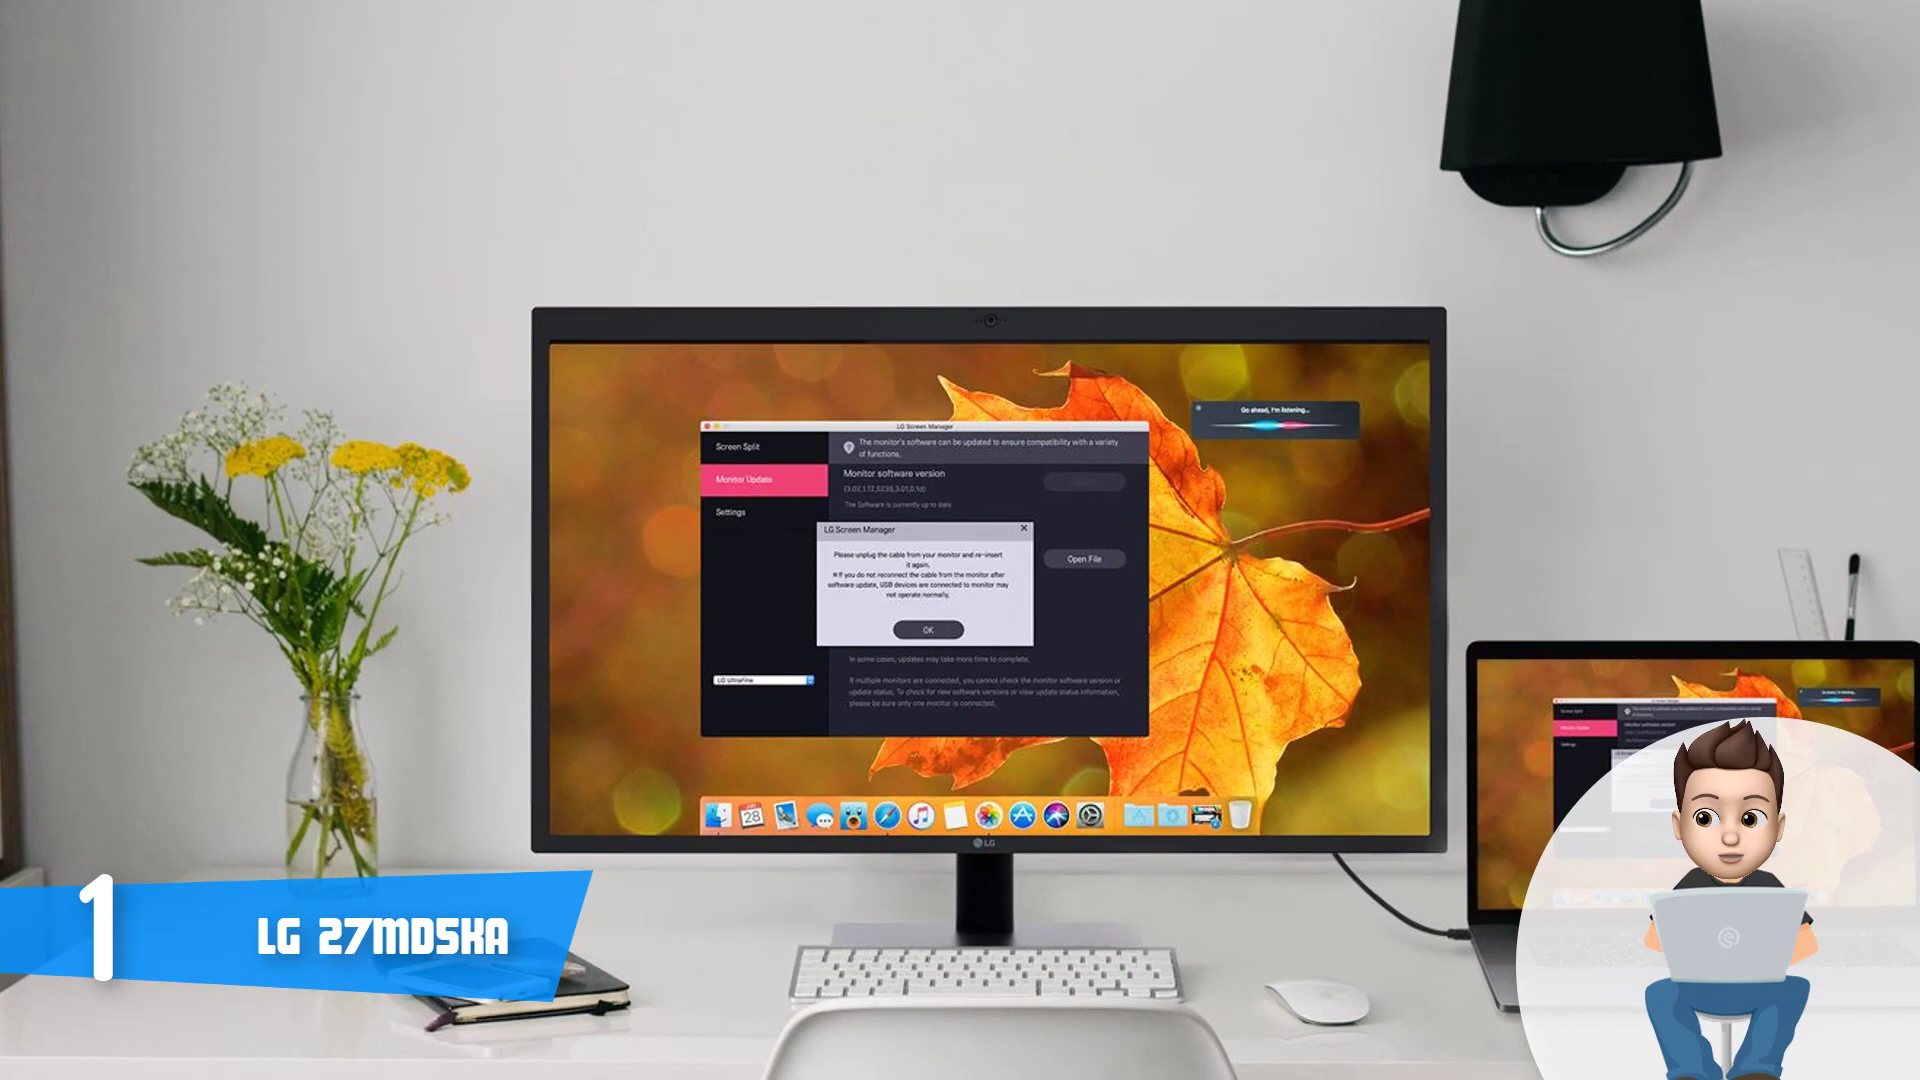 Go ahead, I'm listening...
LG Screen Manager
Screen Split
Monitor Update
Settings
LG UltraFine
The monitor's software can be updated to ensure compatibility with a variety
of functions.
Monitor software version
The Software is currently up to date
Open File
LG Screen Manager
Please unplug the cable from your monitor and re-insert
it again.
※ If you do not reconnect the cable from the monitor after
software update, USB devices are connected to monitor may
not operate normally.
OK
In some cases, updates may take more time to complete.
If multiple monitors are connected, you cannot check the monitor software version or
update status. To check for new software versions or view update status information,
please be sure only one monitor is connected.
28
LG
1
LG 27MD5KA